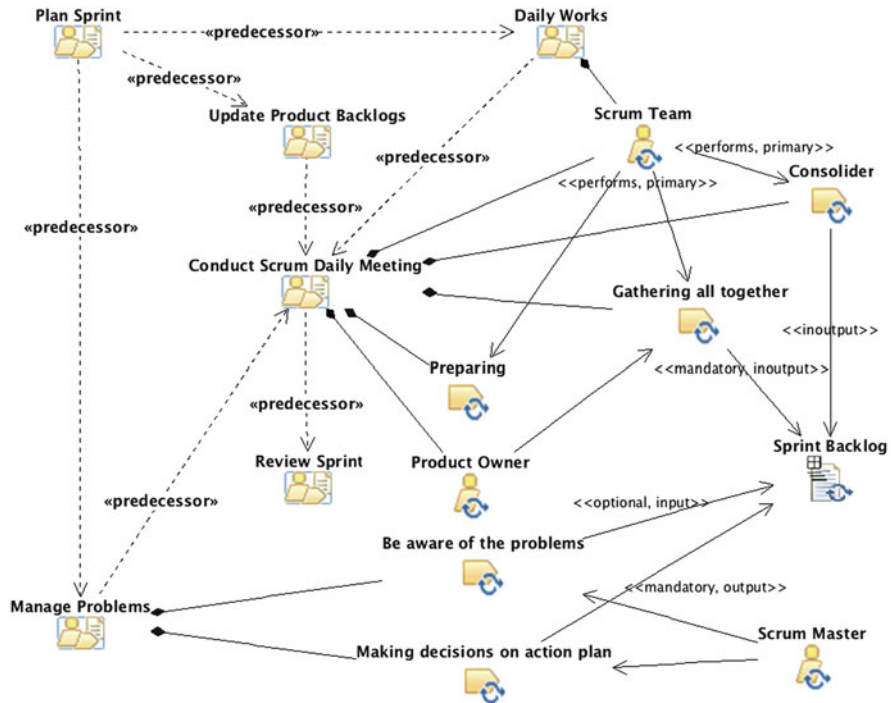 Plan Sprint
Daily Works
«predecessor»
«predecessor»
Update Product Backlogs
Scrum Team
<<performs, primary>>
Consolider
«predecessor»
<<performs, primary>>
«predecessor»
«predecessor»
Conduct Scrum Daily Meeting
Gathering all together
<<inoutput>>
Preparing
<<mandatory, inoutput>>
«predecessor»
Sprint Backlog
Review Sprint
Product Owner
«predecessor»
<<optional, input>>
Be aware of the problems
<<mandatory, output>>
Manage Problems
Making decisions on action plan
Scrum Master